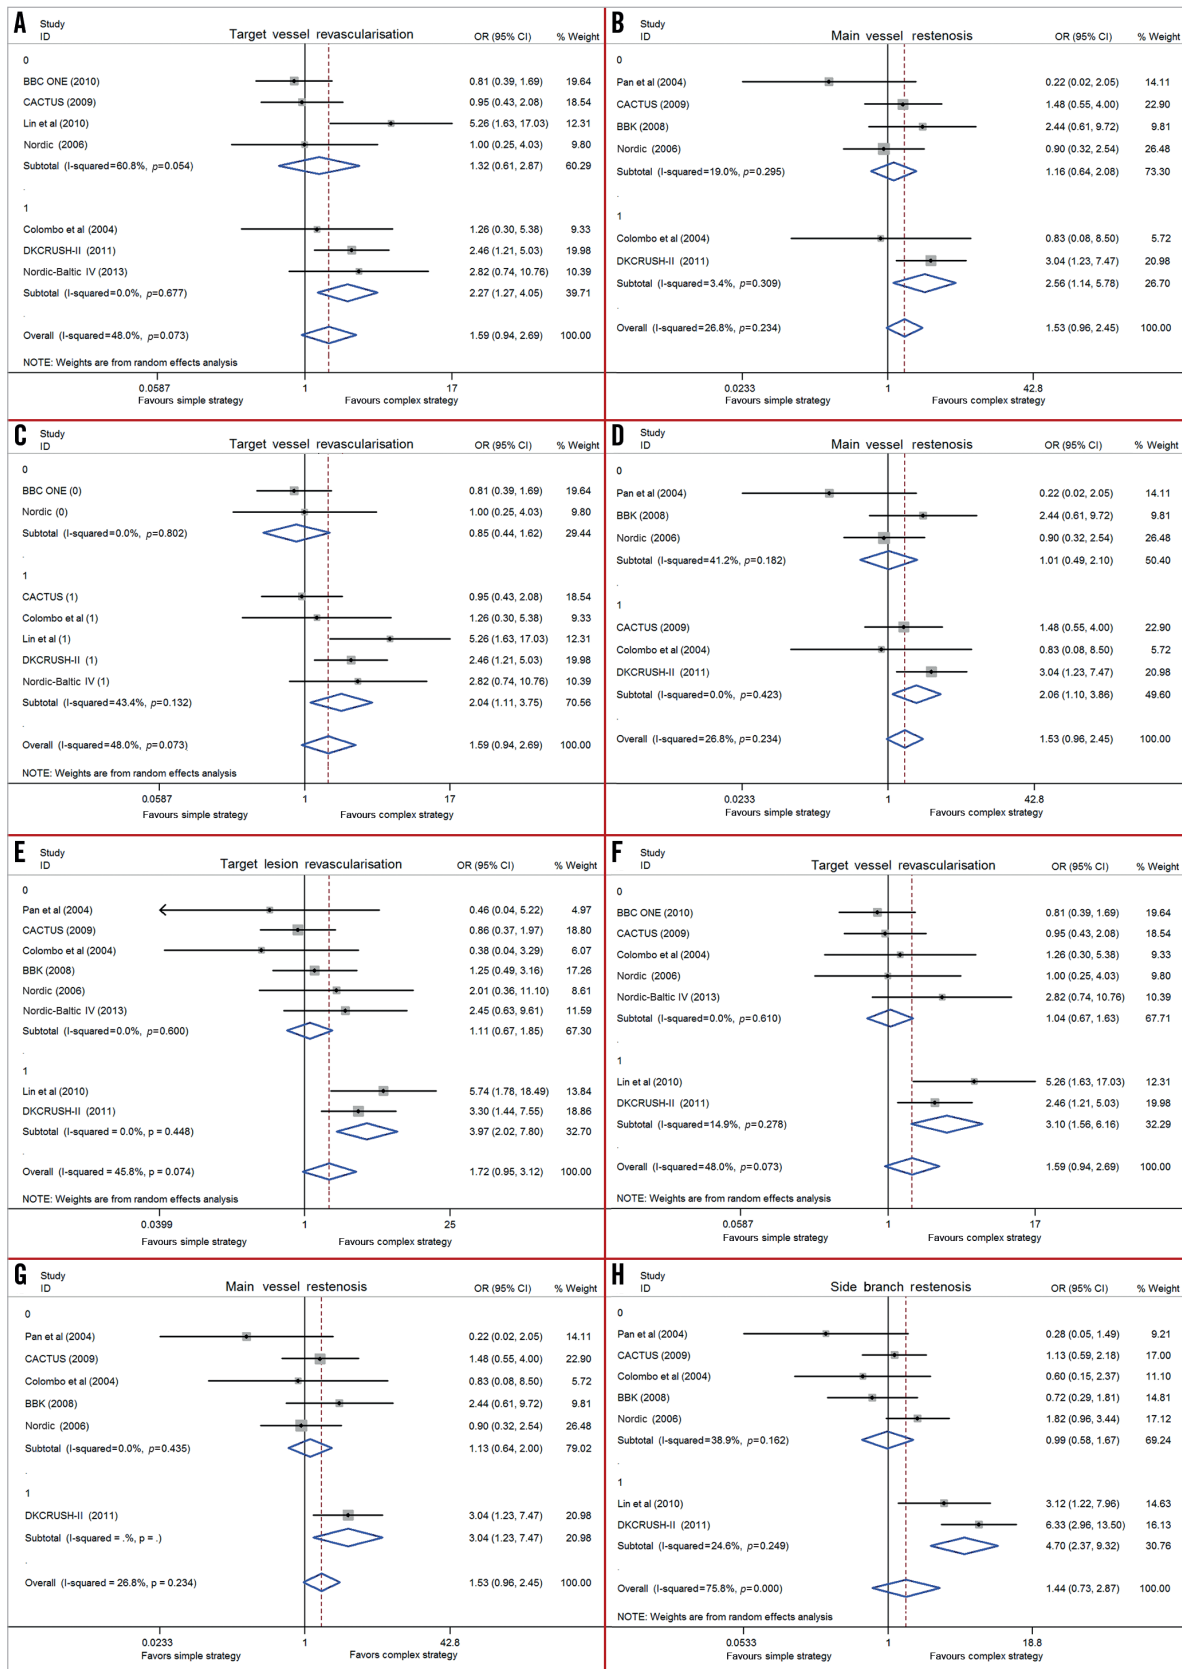 A
Study
ID
Target vessel revascularisation
OR (95% CI) % Weight
0
BBC ONE (2010) 0.81 (0.39, 1.69) 19.64
CACTUS (2009) 0.95 (0.43, 2.08) 18.54
Lin et al (2010) 5.26 (1.63, 17.03) 12.31
Nordic (2006) 1.00 (0.25, 4.03) 9.80
Subtotal (I-squared=60.8%, p=0.054) 1.32 (0.61, 2.87) 60.29
.
1
Colombo et al (2004) 1.26 (0.30, 5.38) 9.33
DKCRUSH-II (2011) 2.46 (1.21, 5.03) 19.98
Nordic-Baltic IV (2013) 2.82 (0.74, 10.76) 10.39
Subtotal (I-squared=0.0%, p=0.677) 2.27 (1.27, 4.05) 39.71
.
Overall (I-squared=48.0%, p=0.073) 1.59 (0.94, 2.69) 100.00
NOTE: Weights are from random effects analysis
0.0587 1 17
Favours simple strategy Favours complex strategy
B
Study
ID
Main vessel restenosis
OR (95% CI) % Weight
0
Pan et al (2004) 0.22 (0.02, 2.05) 14.11
CACTUS (2009) 1.48 (0.55, 4.00) 22.90
BBK (2008) 2.44 (0.61, 9.72) 9.81
Nordic (2006) 0.90 (0.32, 2.54) 26.48
Subtotal (I-squared=19.0%, p=0.295) 1.16 (0.64, 2.08) 73.30
.
1
Colombo et al (2004) 0.83 (0.08, 8.50) 5.72
DKCRUSH-II (2011) 3.04 (1.23, 7.47) 20.98
Subtotal (I-squared=3.4%, p=0.309) 2.56 (1.14, 5.78) 26.70
.
Overall (I-squared=26.8%, p=0.234) 1.53 (0.96, 2.45) 100.00
0.0233 1 42.8
Favours simple strategy Favours complex strategy
C
Study
ID
Target vessel revascularisation
OR (95% CI) % Weight
0
BBC ONE (0) 0.81 (0.39, 1.69) 19.64
Nordic (0) 1.00 (0.25, 4.03) 9.80
Subtotal (I-squared=0.0%, p=0.802) 0.85 (0.44, 1.62) 29.44
.
1
CACTUS (1) 0.95 (0.43, 2.08) 18.54
Colombo et al (1) 1.26 (0.30, 5.38) 9.33
Lin et al (1) 5.26 (1.63, 17.03) 12.31
DKCRUSH-II (1) 2.46 (1.21, 5.03) 19.98
Nordic-Baltic IV (1) 2.82 (0.74, 10.76) 10.39
Subtotal (I-squared=43.4%, p=0.132) 2.04 (1.11, 3.75) 70.56
.
Overall (I-squared=48.0%, p=0.073) 1.59 (0.94, 2.69) 100.00
NOTE: Weights are from random effects analysis
0.0587 1 17
Favours simple strategy Favours complex strategy
D
Study
ID
Main vessel restenosis
OR (95% CI) % Weight
0
Pan et al (2004) 0.22 (0.02, 2.05) 14.11
BBK (2008) 2.44 (0.61, 9.72) 9.81
Nordic (2006) 0.90 (0.32, 2.54) 26.48
Subtotal (I-squared=41.2%, p=0.182) 1.01 (0.49, 2.10) 50.40
.
1
CACTUS (2009) 1.48 (0.55, 4.00) 22.90
Colombo et al (2004) 0.83 (0.08, 8.50) 5.72
DKCRUSH-II (2011) 3.04 (1.23, 7.47) 20.98
Subtotal (I-squared=0.0%, p=0.423) 2.06 (1.10, 3.86) 49.60
.
Overall (I-squared=26.8%, p=0.234) 1.53 (0.96, 2.45) 100.00
0.0233 1 42.8
Favours simple strategy Favours complex strategy
E
Study
ID
Target lesion revascularisation
OR (95% CI) % Weight
0
Pan et al (2004) 0.46 (0.04, 5.22) 4.97
CACTUS (2009) 0.86 (0.37, 1.97) 18.80
Colombo et al (2004) 0.38 (0.04, 3.29) 6.07
BBK (2008) 1.25 (0.49, 3.16) 17.26
Nordic (2006) 2.01 (0.36, 11.10) 8.61
Nordic-Baltic IV (2013) 2.45 (0.63, 9.61) 11.59
Subtotal (I-squared=0.0%, p=0.600) 1.11 (0.67, 1.85) 67.30
.
1
Lin et al (2010) 5.74 (1.78, 18.49) 13.84
DKCRUSH-II (2011) 3.30 (1.44, 7.55) 18.86
Subtotal (I-squared = 0.0%, p = 0.448) 3.97 (2.02, 7.80) 32.70
.
Overall (I-squared = 45.8%, p = 0.074) 1.72 (0.95, 3.12) 100.00
NOTE: Weights are from random effects analysis
0.0399 1 25
Favours simple strategy Favours complex strategy
F
Study
ID
Target vessel revascularisation
OR (95% CI) % Weight
0
BBC ONE (2010) 0.81 (0.39, 1.69) 19.64
CACTUS (2009) 0.95 (0.43, 2.08) 18.54
Colombo et al (2004) 1.26 (0.30, 5.38) 9.33
Nordic (2006) 1.00 (0.25, 4.03) 9.80
Nordic-Baltic IV (2013) 2.82 (0.74, 10.76) 10.39
Subtotal (I-squared=0.0%, p=0.610) 1.04 (0.67, 1.63) 67.71
.
1
Lin et al (2010) 5.26 (1.63, 17.03) 12.31
DKCRUSH-II (2011) 2.46 (1.21, 5.03) 19.98
Subtotal (I-squared=14.9%, p=0.278) 3.10 (1.56, 6.16) 32.29
.
Overall (I-squared=48.0%, p=0.073) 1.59 (0.94, 2.69) 100.00
NOTE: Weights are from random effects analysis
0.0587 1 17
Favours simple strategy Favours complex strategy
G
Study
ID
Main vessel restenosis
OR (95% CI) % Weight
0
Pan et al (2004) 0.22 (0.02, 2.05) 14.11
CACTUS (2009) 1.48 (0.55, 4.00) 22.90
Colombo et al (2004) 0.83 (0.08, 8.50) 5.72
BBK (2008) 2.44 (0.61, 9.72) 9.81
Nordic (2006) 0.90 (0.32, 2.54) 26.48
Subtotal (I-squared=0.0%, p=0.435) 1.13 (0.64, 2.00) 79.02
.
1
DKCRUSH-II (2011) 3.04 (1.23, 7.47) 20.98
Subtotal (I-squared = .%, p = .) 3.04 (1.23, 7.47) 20.98
.
Overall (I-squared = 26.8%, p = 0.234) 1.53 (0.96, 2.45) 100.00
0.0233 1 42.8
Favors simple strategy Favors complex strategy
H
Study
ID
Side branch restenosis
OR (95% CI) % Weight
0
Pan et al (2004) 0.28 (0.05, 1.49) 9.21
CACTUS (2009) 1.13 (0.59, 2.18) 17.00
Colombo et al (2004) 0.60 (0.15, 2.37) 11.10
BBK (2008) 0.72 (0.29, 1.81) 14.81
Nordic (2006) 1.82 (0.96, 3.44) 17.12
Subtotal (I-squared=38.9%, p=0.162) 0.99 (0.58, 1.67) 69.24
.
1
Lin et al (2010) 3.12 (1.22, 7.96) 14.63
DKCRUSH-II (2011) 6.33 (2.96, 13.50) 16.13
Subtotal (I-squared=24.6%, p=0.249) 4.70 (2.37, 9.32) 30.76
.
Overall (I-squared=75.8%, p=0.000) 1.44 (0.73, 2.87) 100.00
NOTE: Weights are from random effects analysis
0.0533 1 18.8
Favours simple strategy Favours complex strategy